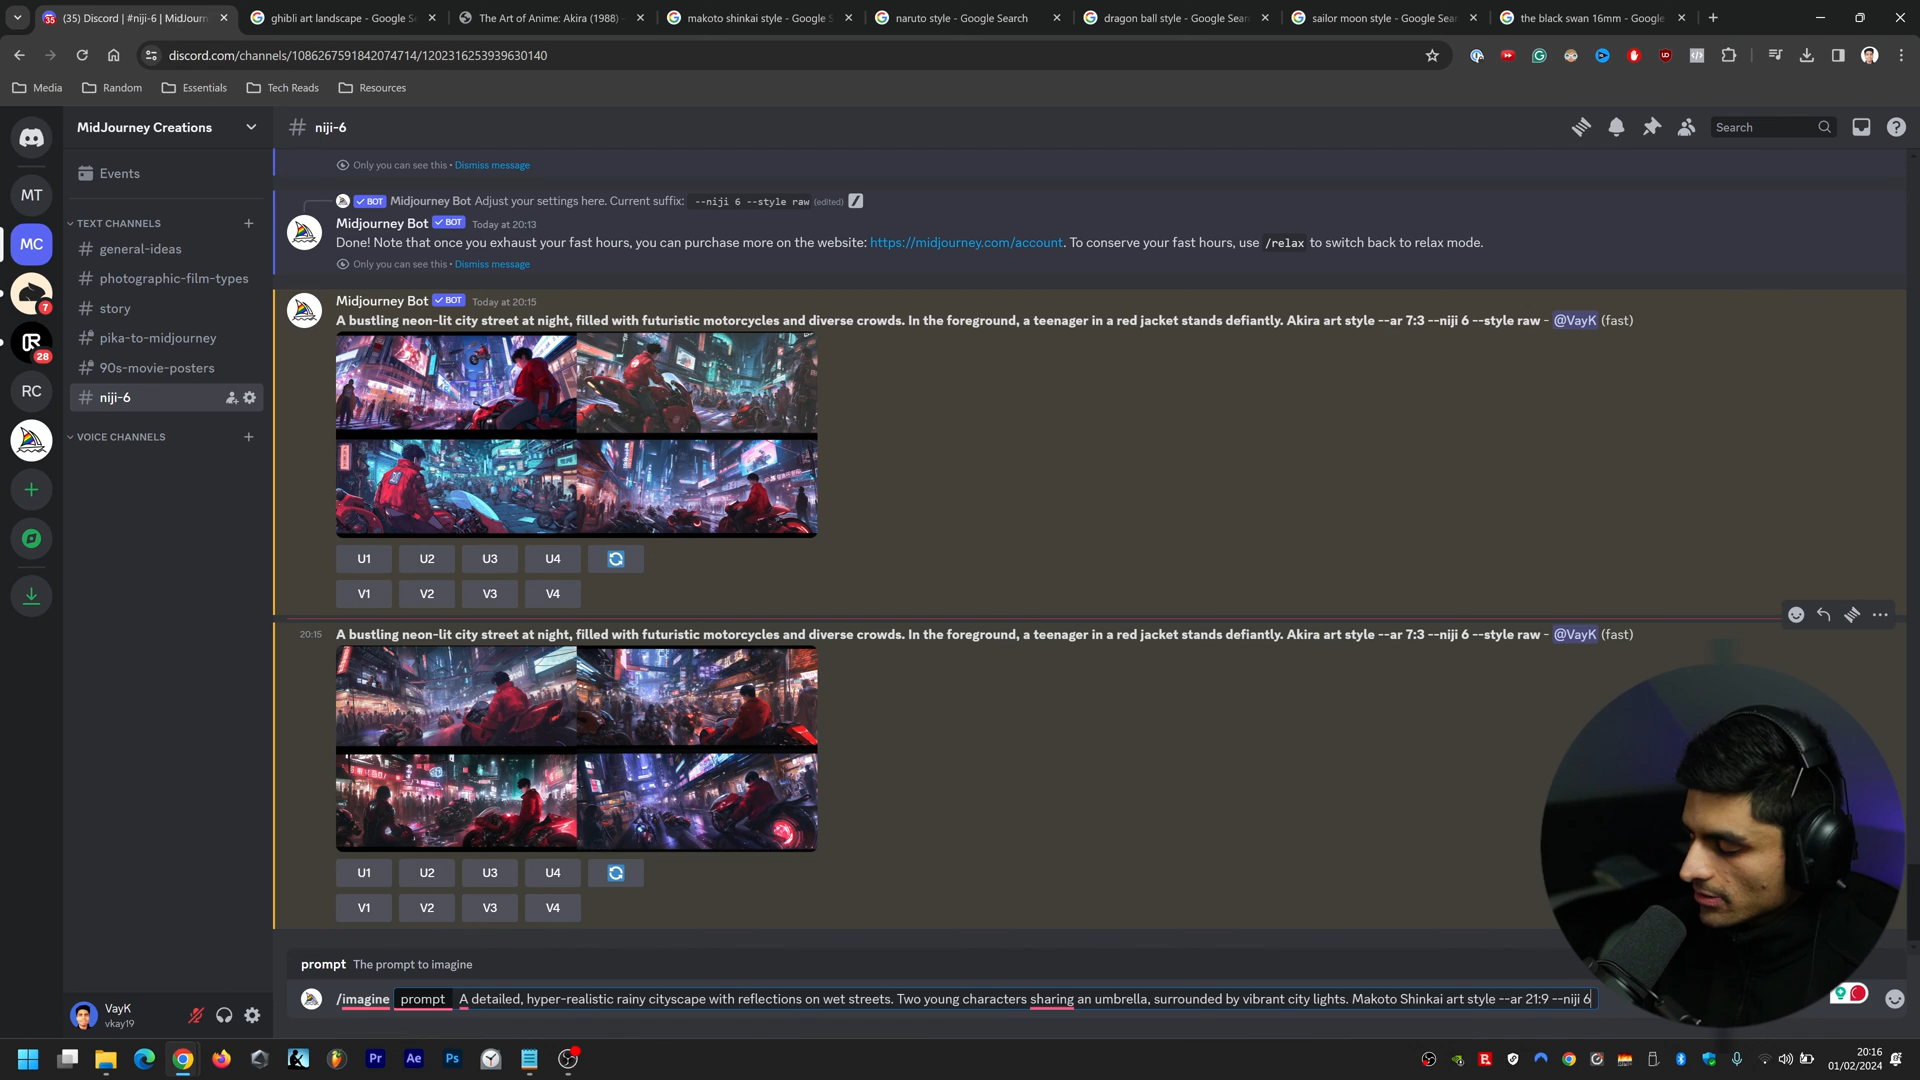 (35) Discord | #niji-6 | MidJourn
ghibli art landscape - Google Se
The Art of Anime: Akira (1988) -
makoto shinkai style - Google S
naruto style - Google Search
dragon ball style - Google Sear
sailor moon style - Google Sear
the black swan 16mm - Google
discord.com/channels/1086267591842074714/1202316253939630140
Media
Random
Essentials
Tech Reads
Resources
MidJourney Creations
niji-6
Search
Events
MT
TEXT CHANNELS
MC
general-ideas
photographic-film-types
7
story
pika-to-midjourney
28
90s-movie-posters
RC
niji-6
VOICE CHANNELS
Only you can see this • Dismiss message
BOT Midjourney Bot Adjust your settings here. Current suffix: --niji 6 --style raw (edited)
Midjourney Bot BOT Today at 20:13
Done! Note that once you exhaust your fast hours, you can purchase more on the website: https://midjourney.com/account. To conserve your fast hours, use /relax to switch back to relax mode.
Only you can see this • Dismiss message
Midjourney Bot BOT Today at 20:15
A bustling neon-lit city street at night, filled with futuristic motorcycles and diverse crowds. In the foreground, a teenager in a red jacket stands defiantly. Akira art style --ar 7:3 --niji 6 --style raw - @VayK (fast)
U1 U2 U3 U4
V1 V2 V3 V4
20:15 A bustling neon-lit city street at night, filled with futuristic motorcycles and diverse crowds. In the foreground, a teenager in a red jacket stands defiantly. Akira art style --ar 7:3 --niji 6 --style raw - @VayK (fast)
U1 U2 U3 U4
V1 V2 V3 V4
prompt The prompt to imagine
/imagine prompt A detailed, hyper-realistic rainy cityscape with reflections on wet streets. Two young characters sharing an umbrella, surrounded by vibrant city lights. Makoto Shinkai art style --ar 21:9 --niji 6
VayK
vkay19
Pr
Ae
Ps
20:16
01/02/2024